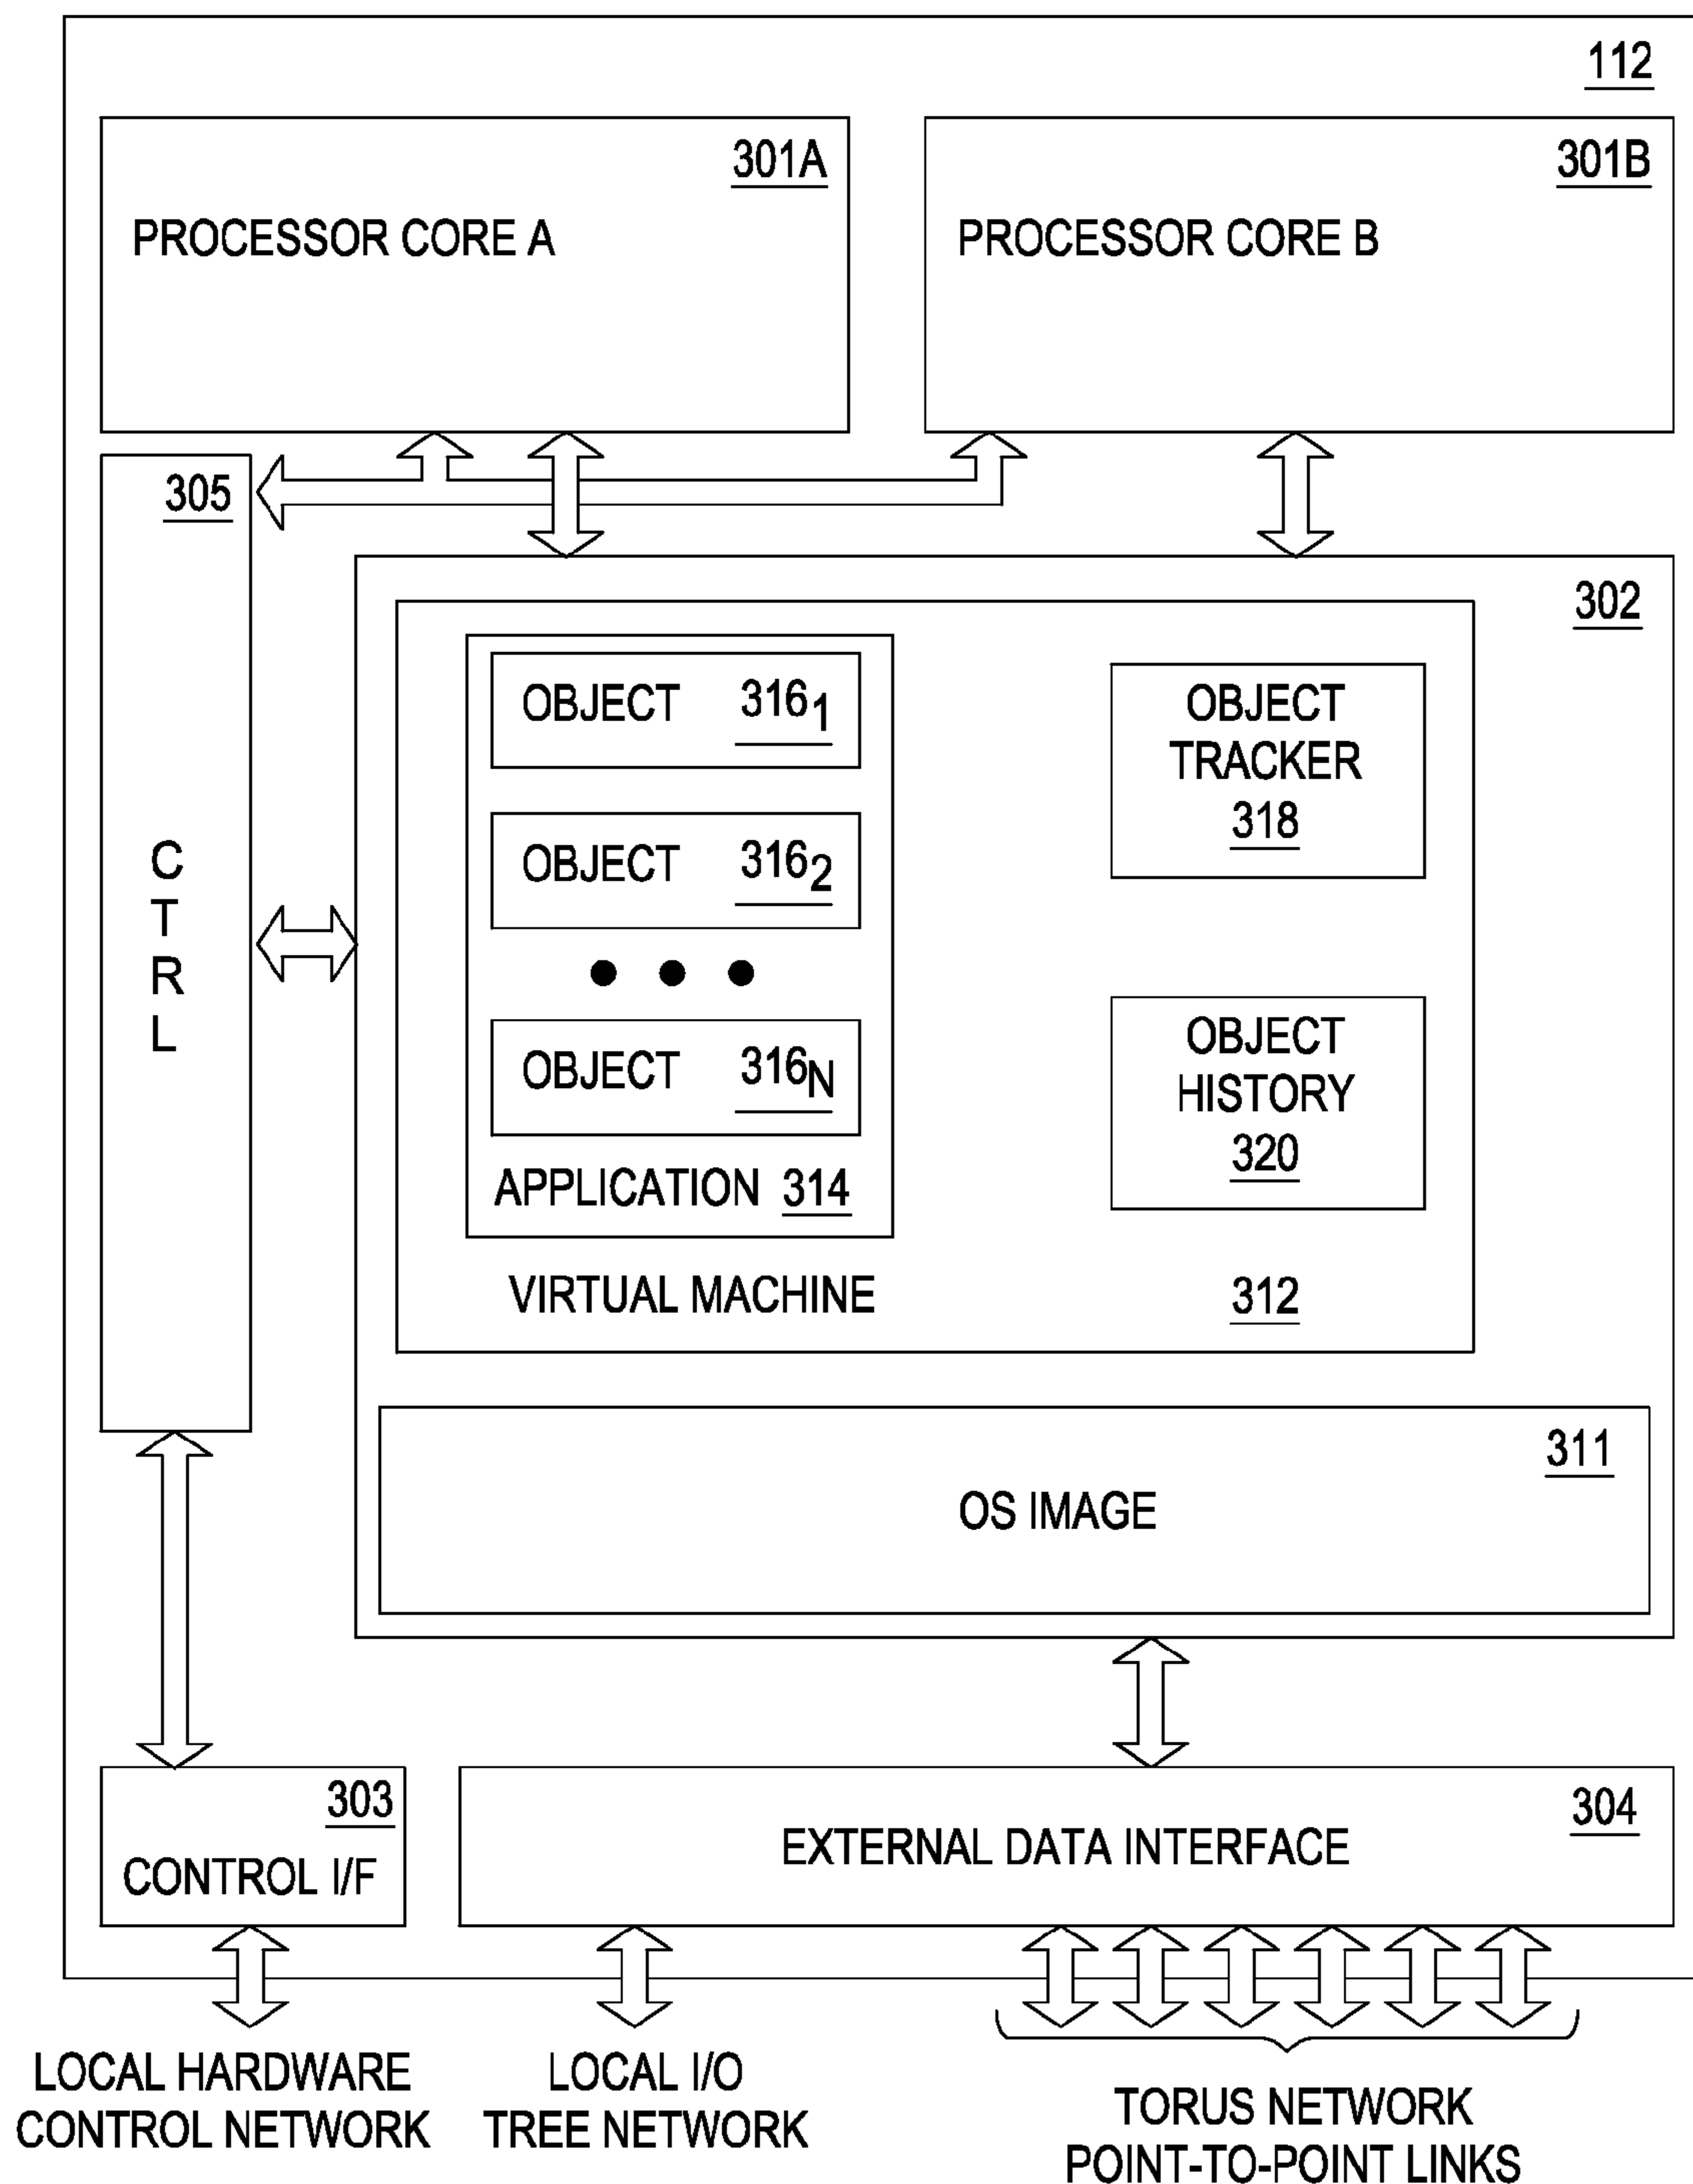 112
301A
PROCESSOR CORE A
301B
PROCESSOR CORE B
305
C
T
R
L
302
OBJECT 316₁
OBJECT 316₂
OBJECT 316N
APPLICATION 314
OBJECT
TRACKER
318
OBJECT
HISTORY
320
VIRTUAL MACHINE 312
311
OS IMAGE
303
CONTROL I/F
304
EXTERNAL DATA INTERFACE
LOCAL HARDWARE
CONTROL NETWORK
LOCAL I/O
TREE NETWORK
TORUS NETWORK
POINT-TO-POINT LINKS